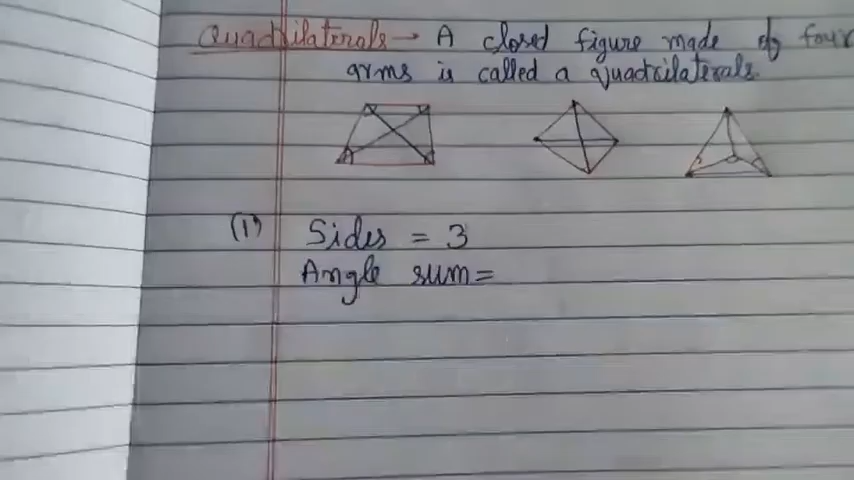 Quadrilaterals → A closed figure made of four
arms is called a quadrilaterals.
(1) Sides = 3
Angle sum=